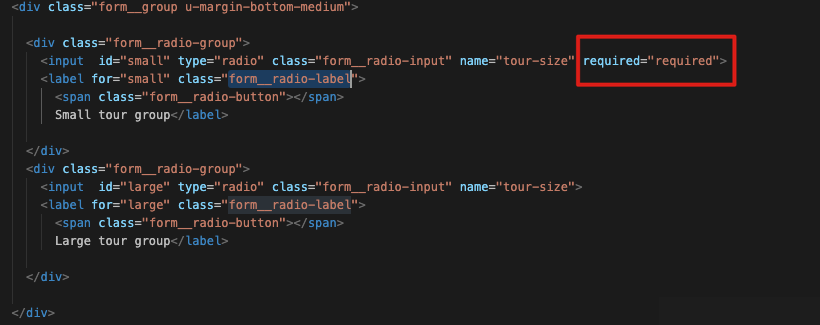 <div class="form__group u-margin-bottom-medium">
<div class="form__radio-group">
<input  id="small" type="radio" class="form__radio-input" name="tour-size" required="required">
<label for="small" class="form__radio-label">
<span class="form__radio-button"></span>
Small tour group</label>
</div>
<div class="form__radio-group">
<input  id="large" type="radio" class="form__radio-input" name="tour-size">
<label for="large" class="form__radio-label">
<span class="form__radio-button"></span>
Large tour group</label>
</div>
</div>